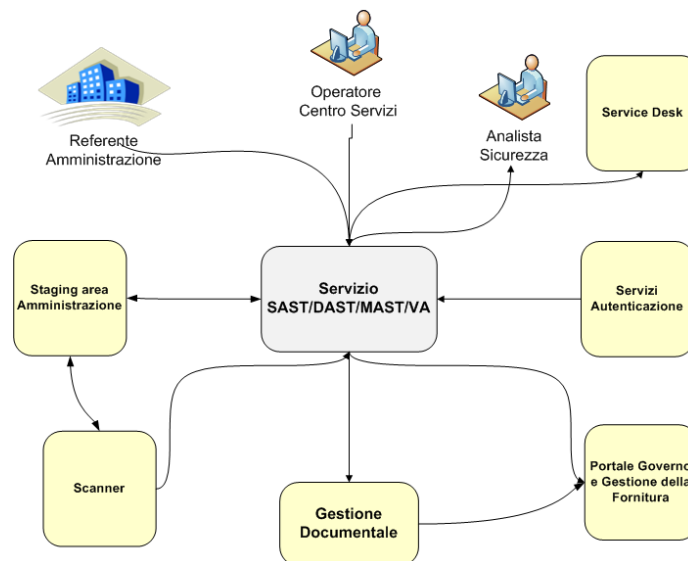 Operatore
Centro Servizi
Referente
Amministrazione
Analista
Sicurezza
Service Desk
Staging area
Amministrazione
Servizio
SAST/DAST/MAST/VA
Servizi
Autenticazione
Scanner
Gestione
Documentale
Portale Governo
e Gestione della
Fornitura